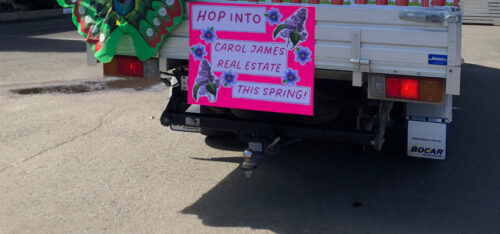 HOP INTO
CAROL JAMES
REAL ESTATE
THIS SPRING!
BOCAR